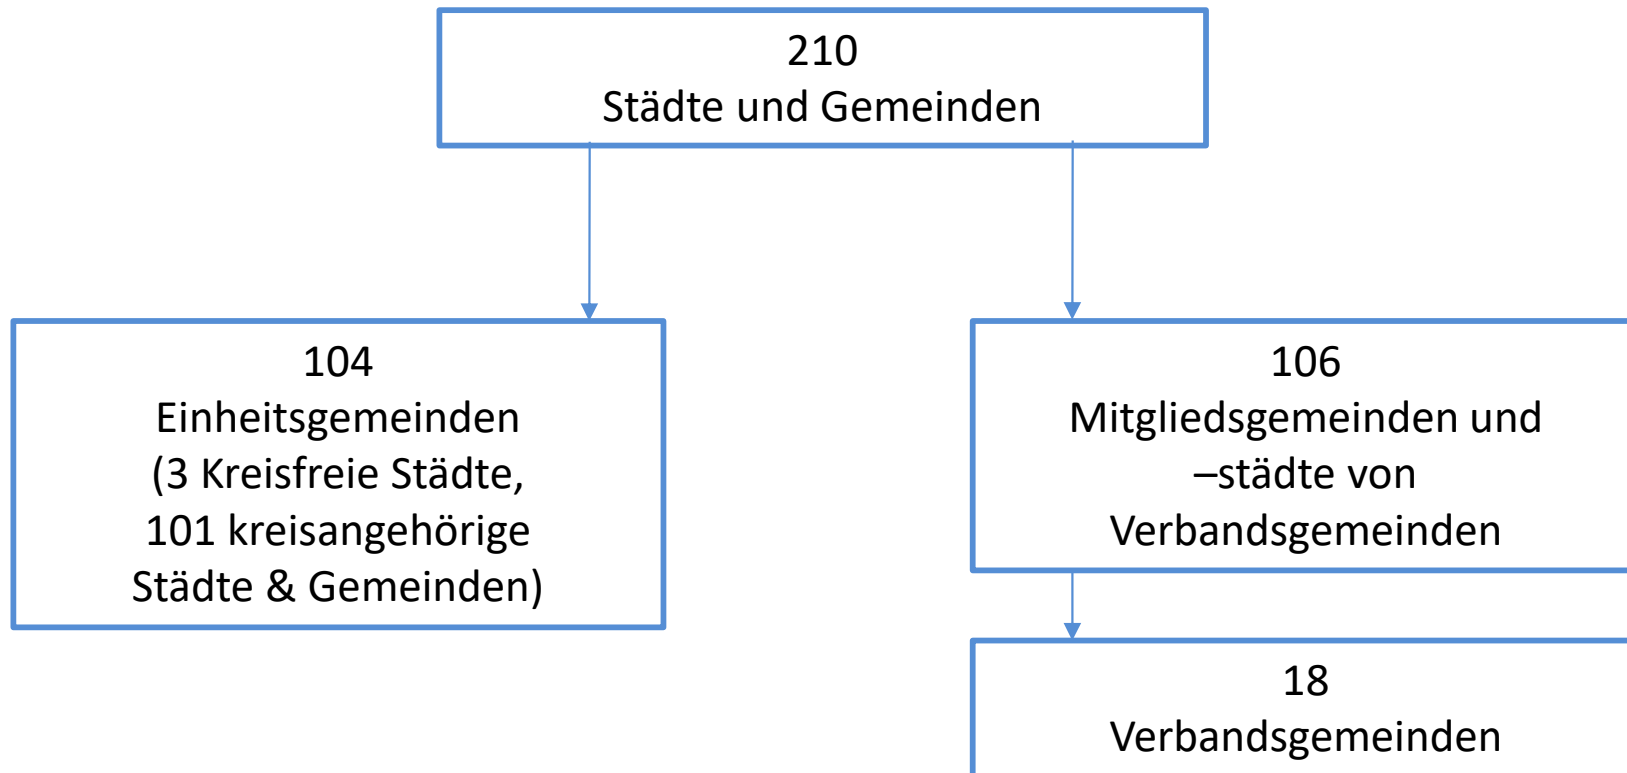 210
Städte und Gemeinden
104
Einheitsgemeinden
(3 Kreisfreie Städte,
101 kreisangehörige
Städte & Gemeinden)
106
Mitgliedsgemeinden und
–städte von
Verbandsgemeinden
18
Verbandsgemeinden